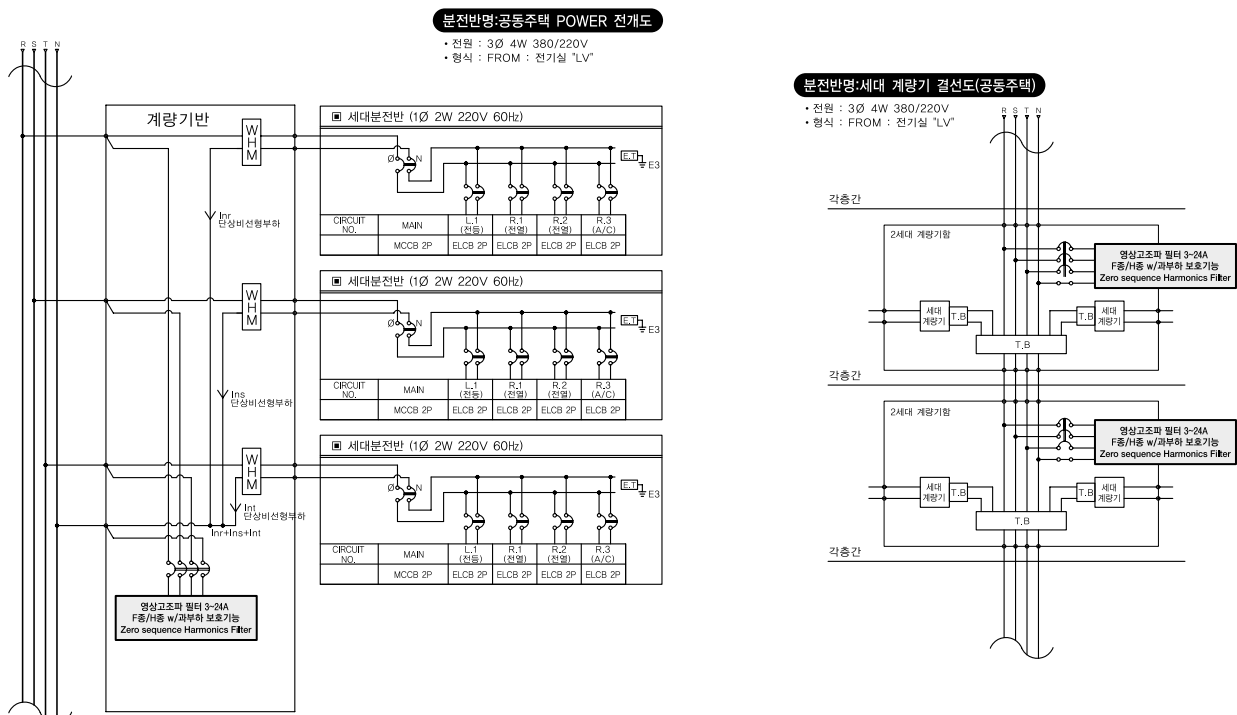 분전반명:공동주택 POWER 전개도
• 전원 : 3Ø 4W 380/220V
• 형식 : FROM : 전기실 "LV"
R S T N
계량기반
WHM
Inr
단상비선형부하
WHM
Ins
단상비선형부하
WHM
Int
단상비선형부하
Inr+Ins+Int
영상고조파 필터 3~24A
F종/H종 w/과부하 보호기능
Zero sequence Harmonics Filter
▣ 세대분전반 (1Ø 2W 220V 60Hz)
Ø N
E.T
E3
CIRCUIT NO. MAIN L.1 (전등) R.1 (전열) R.2 (전열) R.3 (A/C)
MCCB 2P ELCB 2P ELCB 2P ELCB 2P ELCB 2P
▣ 세대분전반 (1Ø 2W 220V 60Hz)
Ø N
E.T
E3
CIRCUIT NO. MAIN L.1 (전등) R.1 (전열) R.2 (전열) R.3 (A/C)
MCCB 2P ELCB 2P ELCB 2P ELCB 2P ELCB 2P
▣ 세대분전반 (1Ø 2W 220V 60Hz)
Ø N
E.T
E3
CIRCUIT NO. MAIN L.1 (전등) R.1 (전열) R.2 (전열) R.3 (A/C)
MCCB 2P ELCB 2P ELCB 2P ELCB 2P ELCB 2P
분전반명:세대 계량기 결선도(공동주택)
• 전원 : 3Ø 4W 380/220V
• 형식 : FROM : 전기실 "LV"
R S T N
각층간
2세대 계량기함
영상고조파 필터 3~24A
F종/H종 w/과부하 보호기능
Zero sequence Harmonics Filter
세대 계량기
T.B
T.B
세대 계량기
T.B
각층간
2세대 계량기함
영상고조파 필터 3~24A
F종/H종 w/과부하 보호기능
Zero sequence Harmonics Filter
세대 계량기
T.B
T.B
세대 계량기
T.B
각층간